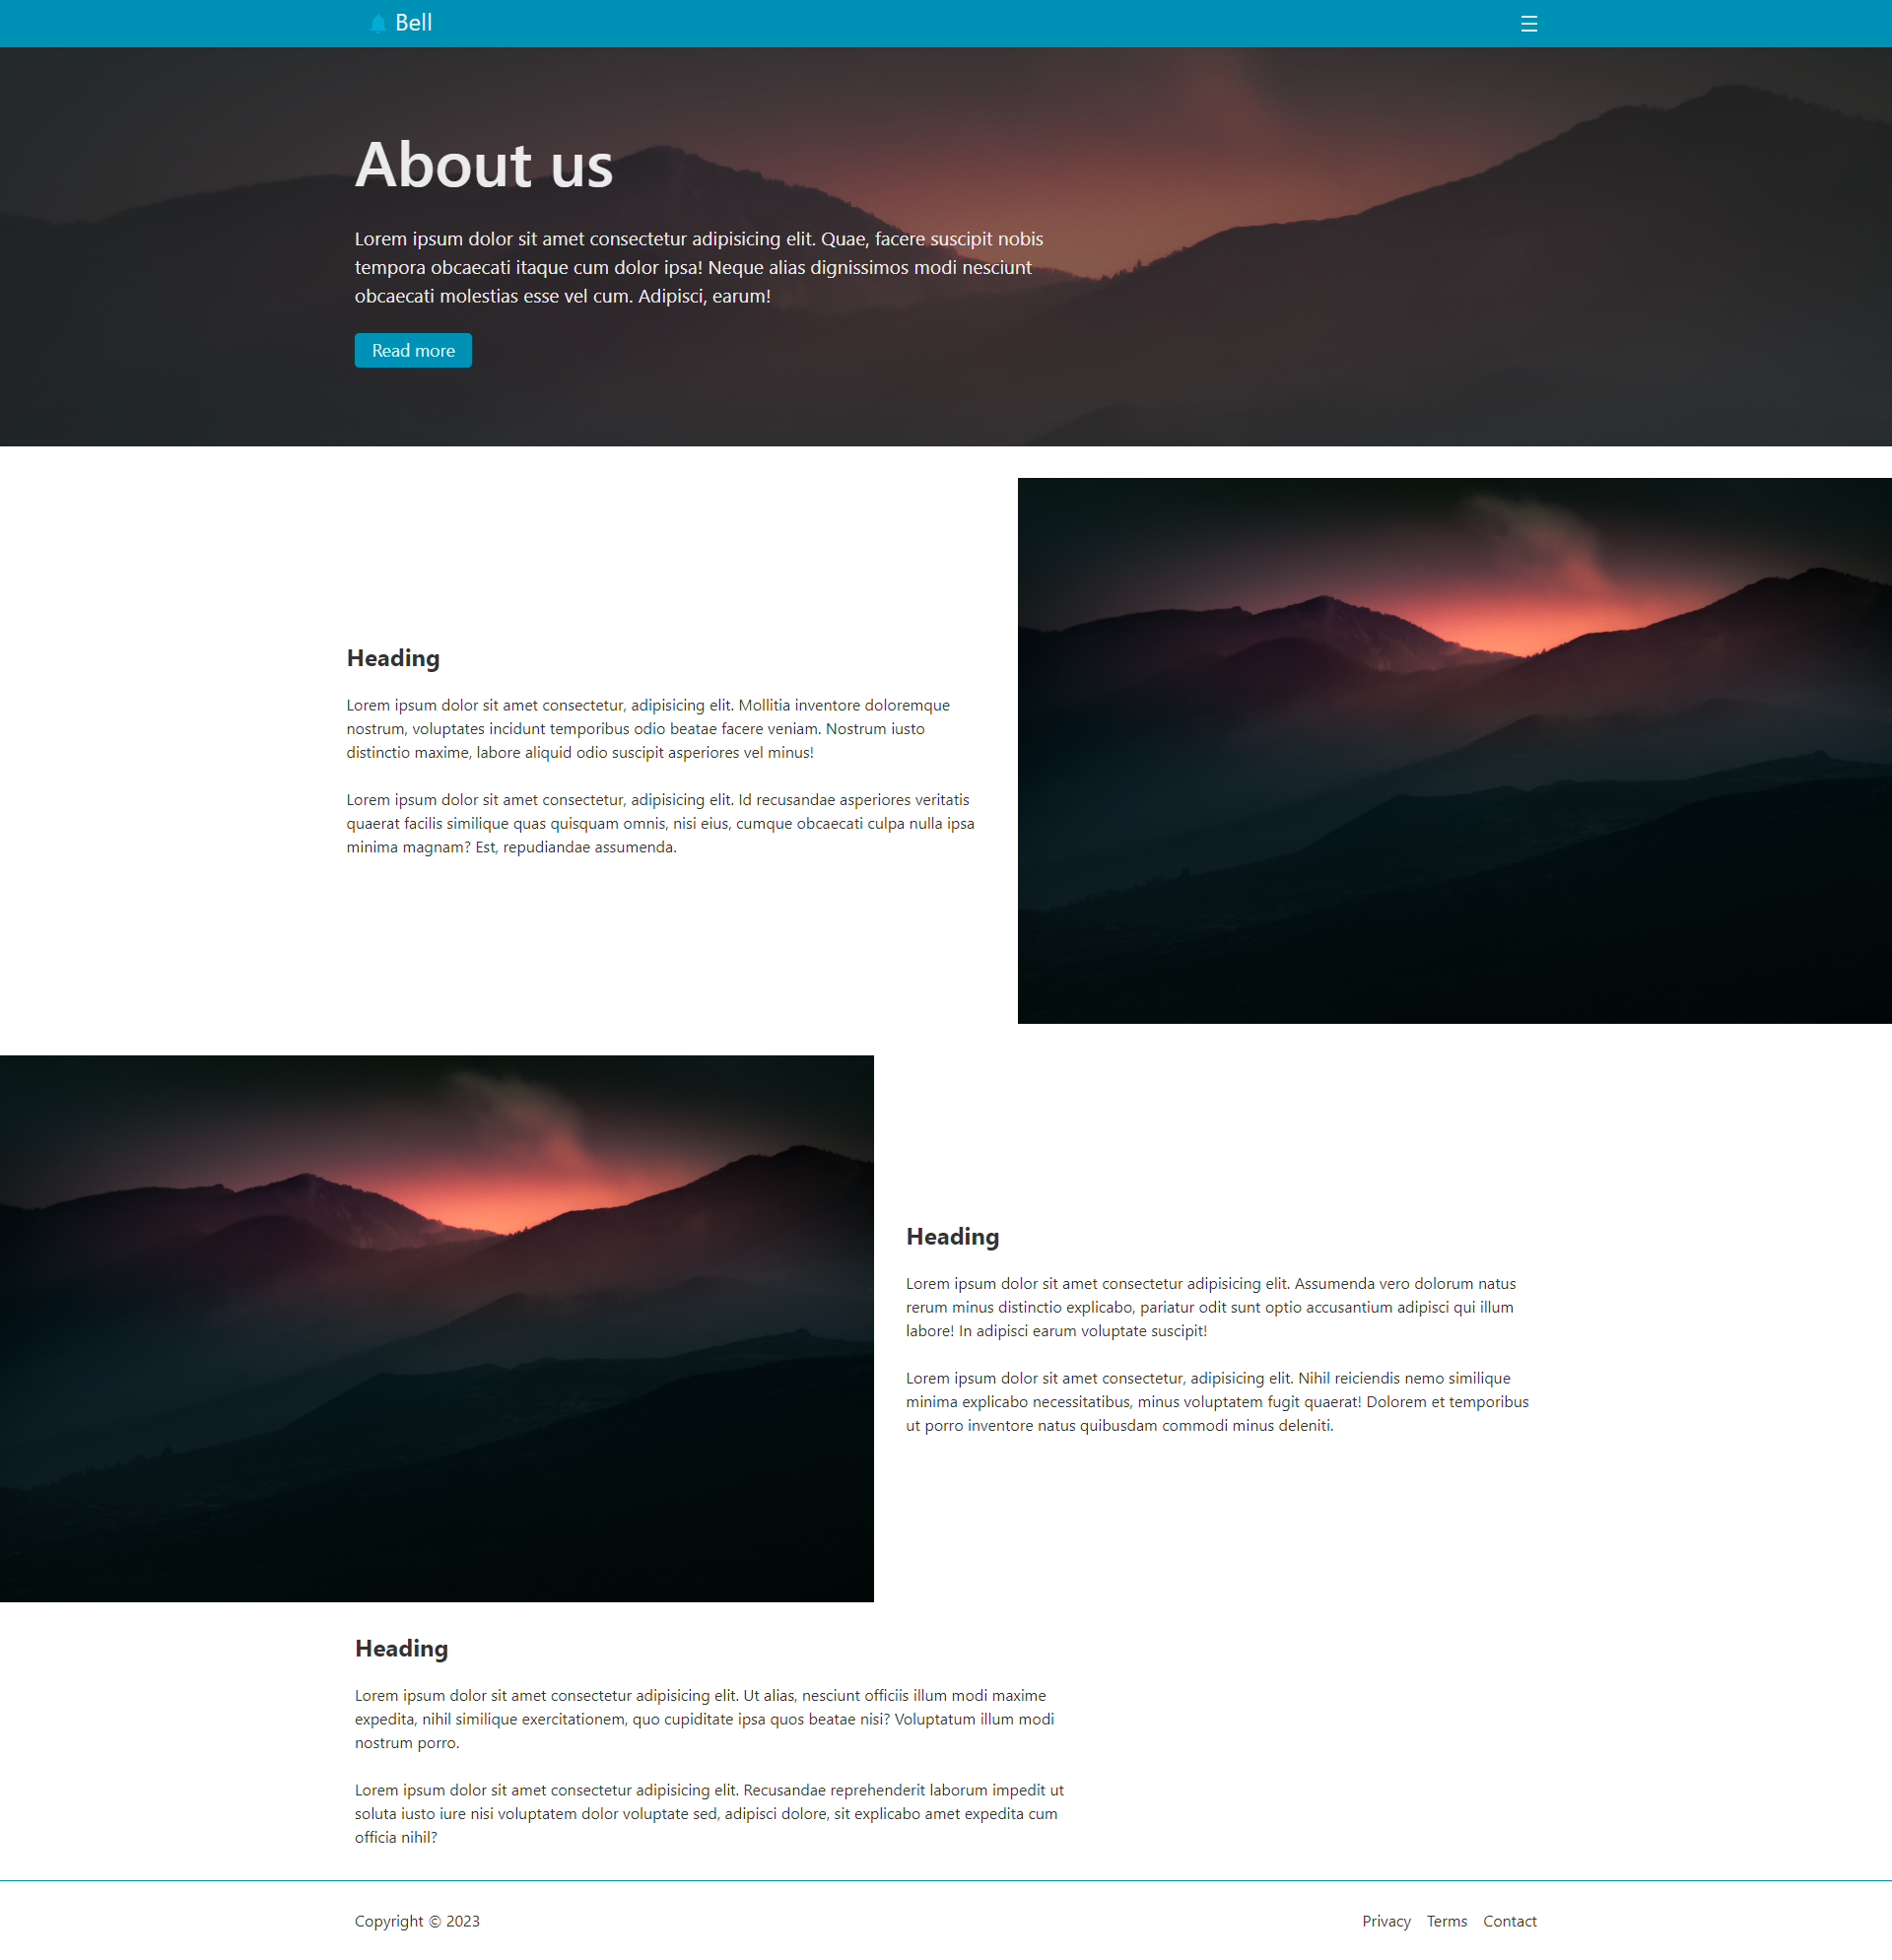 Bell
About us
Lorem ipsum dolor sit amet consectetur adipisicing elit. Quae, facere suscipit nobis
tempora obcaecati itaque cum dolor ipsa! Neque alias dignissimos modi nesciunt
obcaecati molestias esse vel cum. Adipisci, earum!
Read more
Heading
Lorem ipsum dolor sit amet consectetur, adipisicing elit. Mollitia inventore doloremque
nostrum, voluptates incidunt temporibus odio beatae facere veniam. Nostrum iusto
distinctio maxime, labore aliquid odio suscipit asperiores vel minus!
Lorem ipsum dolor sit amet consectetur, adipisicing elit. Id recusandae asperiores veritatis
quaerat facilis similique quas quisquam omnis, nisi eius, cumque obcaecati culpa nulla ipsa
minima magnam? Est, repudiandae assumenda.
Heading
Lorem ipsum dolor sit amet consectetur adipisicing elit. Assumenda vero dolorum natus
rerum minus distinctio explicabo, pariatur odit sunt optio accusantium adipisci qui illum
labore! In adipisci earum voluptate suscipit!
Lorem ipsum dolor sit amet consectetur, adipisicing elit. Nihil reiciendis nemo similique
minima explicabo necessitatibus, minus voluptatem fugit quaerat! Dolorem et temporibus
ut porro inventore natus quibusdam commodi minus deleniti.
Heading
Lorem ipsum dolor sit amet consectetur adipisicing elit. Ut alias, nesciunt officiis illum modi maxime
expedita, nihil similique exercitationem, quo cupiditate ipsa quos beatae nisi? Voluptatum illum modi
nostrum porro.
Lorem ipsum dolor sit amet consectetur adipisicing elit. Recusandae reprehenderit laborum impedit ut
soluta iusto iure nisi voluptatem dolor voluptate sed, adipisci dolore, sit explicabo amet expedita cum
officia nihil?
Copyright © 2023
Privacy Terms Contact